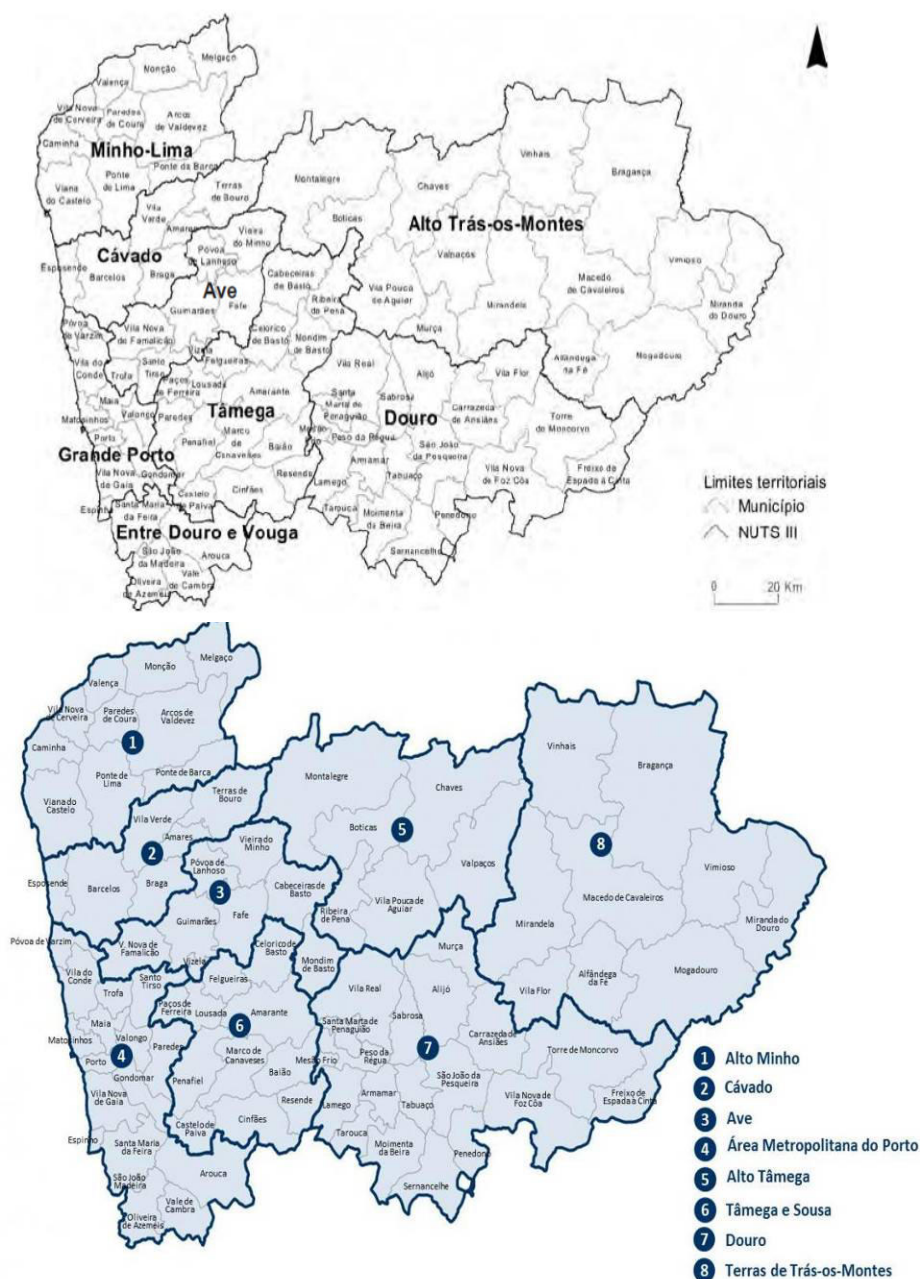 Melgaço
Nonção
Valença
Vila Nova
de Cerveira
Paredes
de Coura
Arcos
de Valdevez
Caminha
Minho-Lima
Ponte da Barca
Ponte
de Lima
Viana
do Castelo
Terras
de Bouro
Vila
Verde
Amares
Vieira
do Minho
Póvoa
de Lanhoso
Esposende
Cávado
Barcelos
Braga
Ave
Guimarães
Fafe
Cabeceiras
de Basto
Ribeira
de Pena
Montalegre
Boticas
Chaves
Vinhais
Bragança
Alto Trás-os-Montes
Valpaços
Vila Pouca
de Aguiar
Mirandela
Macedo
de Cavaleiros
Vimioso
Miranda
do Douro
Murça
Alfândega
da Fé
Nogadouro
Póvoa
de Varzim
Vila Nova
de Famalicão
Celorico
de Basto
Mondim
de Basto
Vizela
Felgueiras
Vila do
Conde
Santo
Tirso
Trofa
Paços
de Ferreira
Lousada
Amarante
Maia
Matosinhos
Valongo
Paredes
Tâmega
Porto
Penafiel
Marco
de
Canaveses
Baião
Grande Porto
Vila Nova
de Gaia
Gondomar
Resende
Cinfães
Castelo
de Paiva
Espinho
Santa Maria
da Feira
Entre Douro e Vouga
São João
da Madeira
Arouca
Vale
de Cambra
Oliveira
de Azeméis
Vila Real
Alijó
Vila Flor
Santa
Marta de
Penaguião
Sabrosa
Douro
Carrazeda
de Ansiães
Torre
de Moncorvo
Peso da Régua
São João
da Pesqueira
Armamar
Lamego
Tabuaço
Vila Nova
de Foz Côa
Freixo de
Espada à Cinta
Tarouca
Moimenta
da Beira
Penedono
Sernancelhe
Limites territoriais
Município
NUTS III
0 20 Km
Melgaço
Monção
Valença
Vila Nova
de Cerveira
Paredes
de Coura
Arcos de
Valdevez
Caminha
1
Ponte de
Lima
Ponte de Barca
Viana do
Castelo
Terras de
Bouro
Vila Verde
Amares
2
Vieira do
Minho
Póvoa de
Lanhoso
Esposende
Barcelos
Braga
3
Cabeceiras de
Basto
Guimarães
Fafe
Montalegre
Chaves
Boticas
5
Valpaços
Vila Pouca de
Aguiar
Ribeira
de Pena
Vinhais
Bragança
8
Vimioso
Macedo de Cavaleiros
Mirandela
Miranda do
Douro
Mogadouro
Alfândega
da Fé
Vila Flor
Póvoa de Varzim
V. Nova de
Famalicão
Vizela
Celorico de
Basto
Mondim
de Basto
Murça
Vila do
Conde
Santo
Tirso
Trofa
Felgueiras
Paços de
Ferreira
Lousada
Amarante
6
Maia
Matosinhos
Valongo
Paredes
Porto
4
Gondomar
Marco de
Canaveses
Mesão Frio
Baião
Penafiel
Vila Nova
de Gaia
Resende
Castelo de
Paiva
Cinfães
Espinho
Santa Maria
da Feira
Arouca
São João
Madeira
Vale de
Cambra
Oliveira
de Azeméis
Vila Real
Alijó
Sabrosa
Santa Marta de
Penaguião
Carrazeda de
Ansiães
Peso da
Régua
7
Torre de Moncorvo
São João da
Pesqueira
Armamar
Lamego
Tabuaço
Vila Nova de
Foz Côa
Freixo de
Espada à Cinta
Tarouca
Moimenta
da Beira
Penedono
Sernancelhe
1 Alto Minho
2 Cávado
3 Ave
4 Área Metropolitana do Porto
5 Alto Tâmega
6 Tâmega e Sousa
7 Douro
8 Terras de Trás-os-Montes